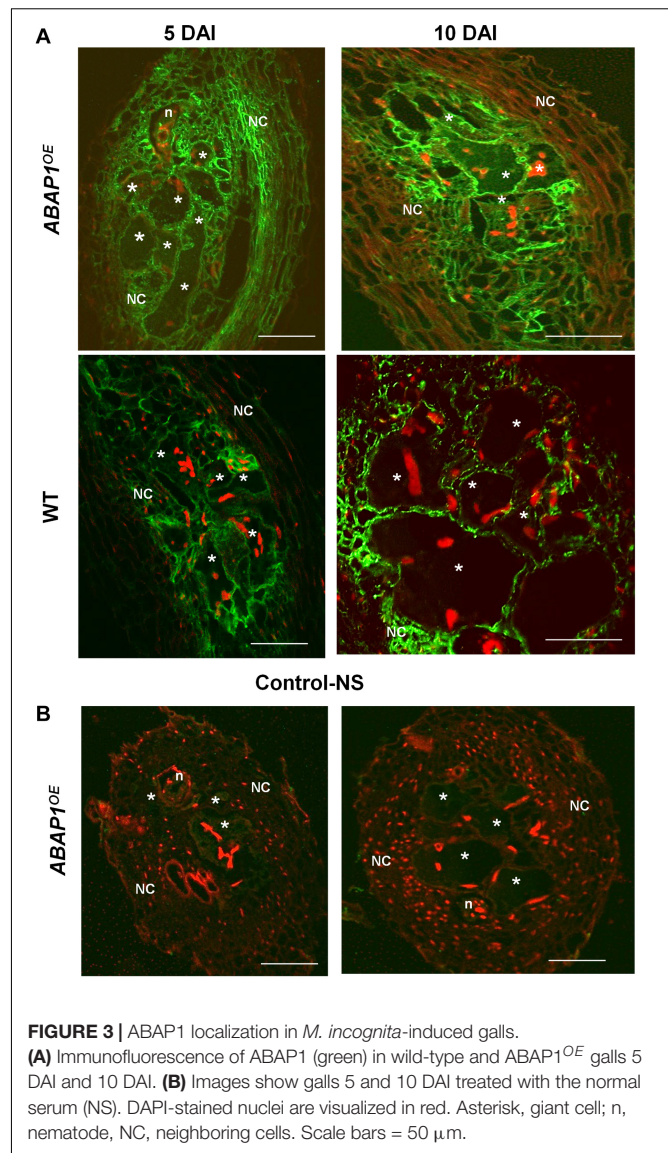 5 DAI 10 DAI
A
ABAP1OE
n
NC
*
*
*
*
*
*
*
NC
NC
*
*
*
*
NC
WT
NC
*
*
*
NC
*
*
*
*
*
*
*
NC
Control-NS
B
ABAP1OE
n
NC
*
*
*
NC
*
*
NC
NC
*
*
n
FIGURE 3 | ABAP1 localization in M. incognita-induced galls.
(A) Immunofluorescence of ABAP1 (green) in wild-type and ABAP1OE galls 5
DAI and 10 DAI. (B) Images show galls 5 and 10 DAI treated with the normal
serum (NS). DAPI-stained nuclei are visualized in red. Asterisk, giant cell; n,
nematode, NC, neighboring cells. Scale bars = 50 μm.